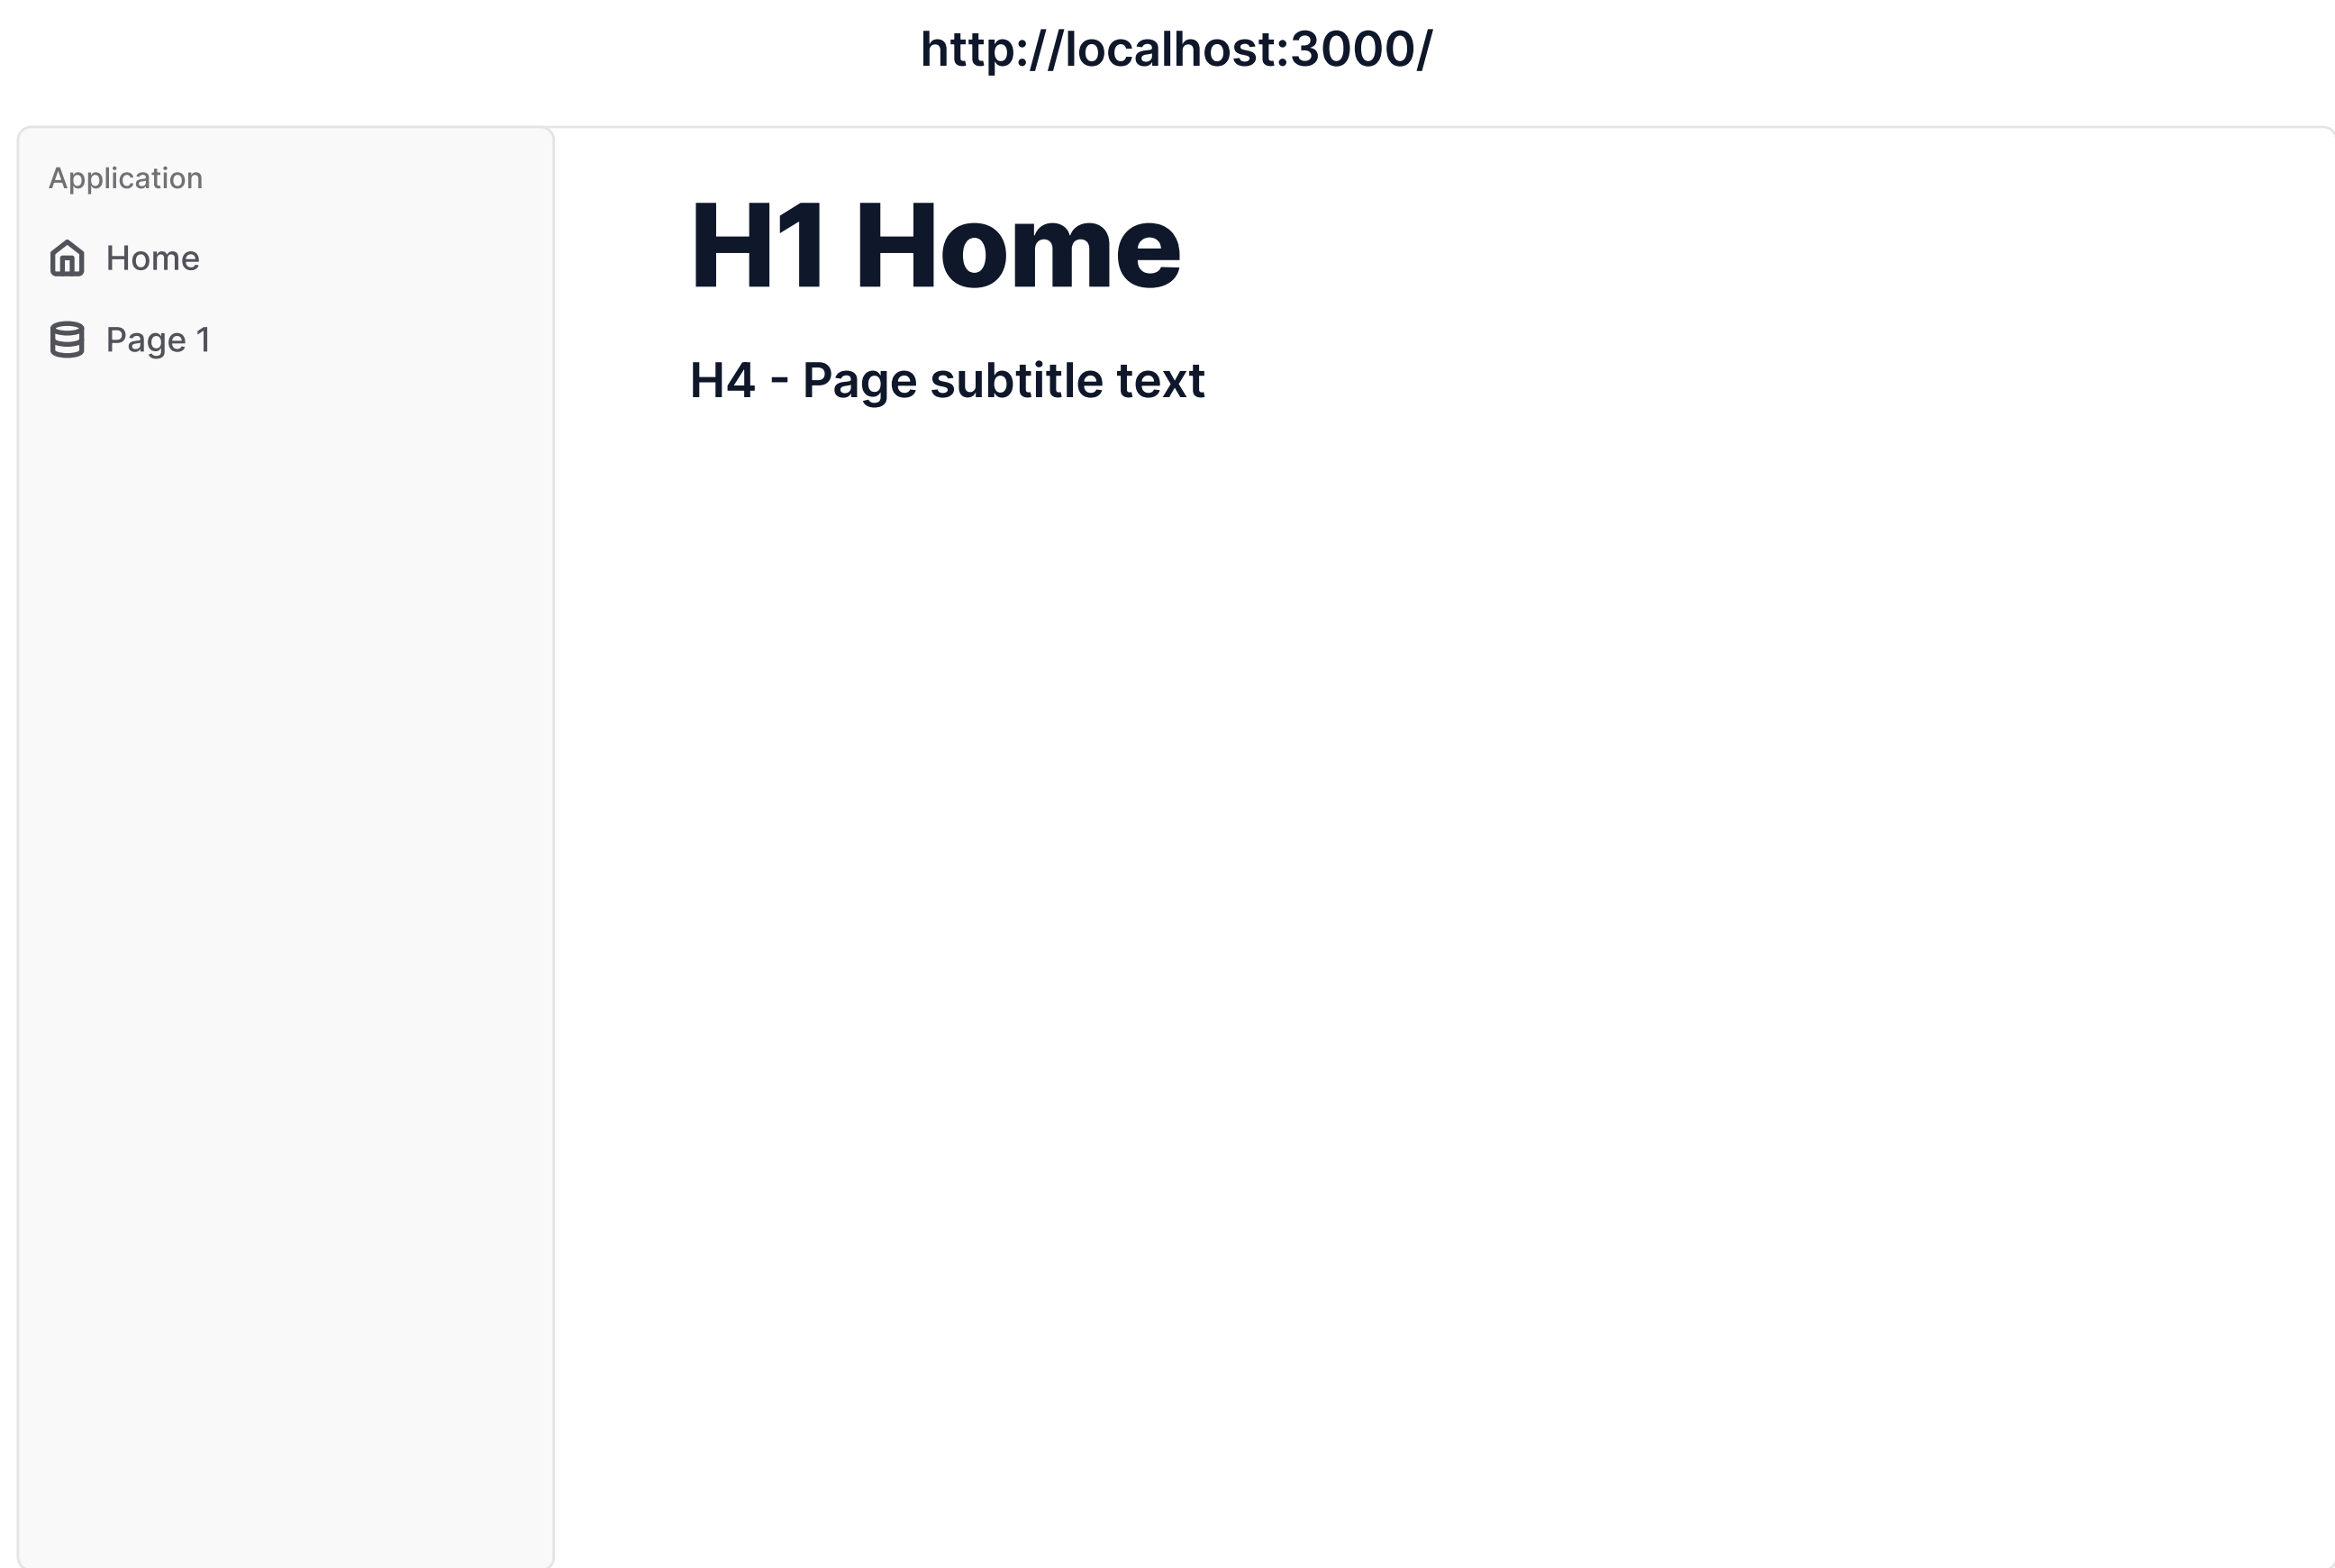 http://localhost:3000/
Application
Home
Page 1
H1 Home
H4 - Page subtitle text